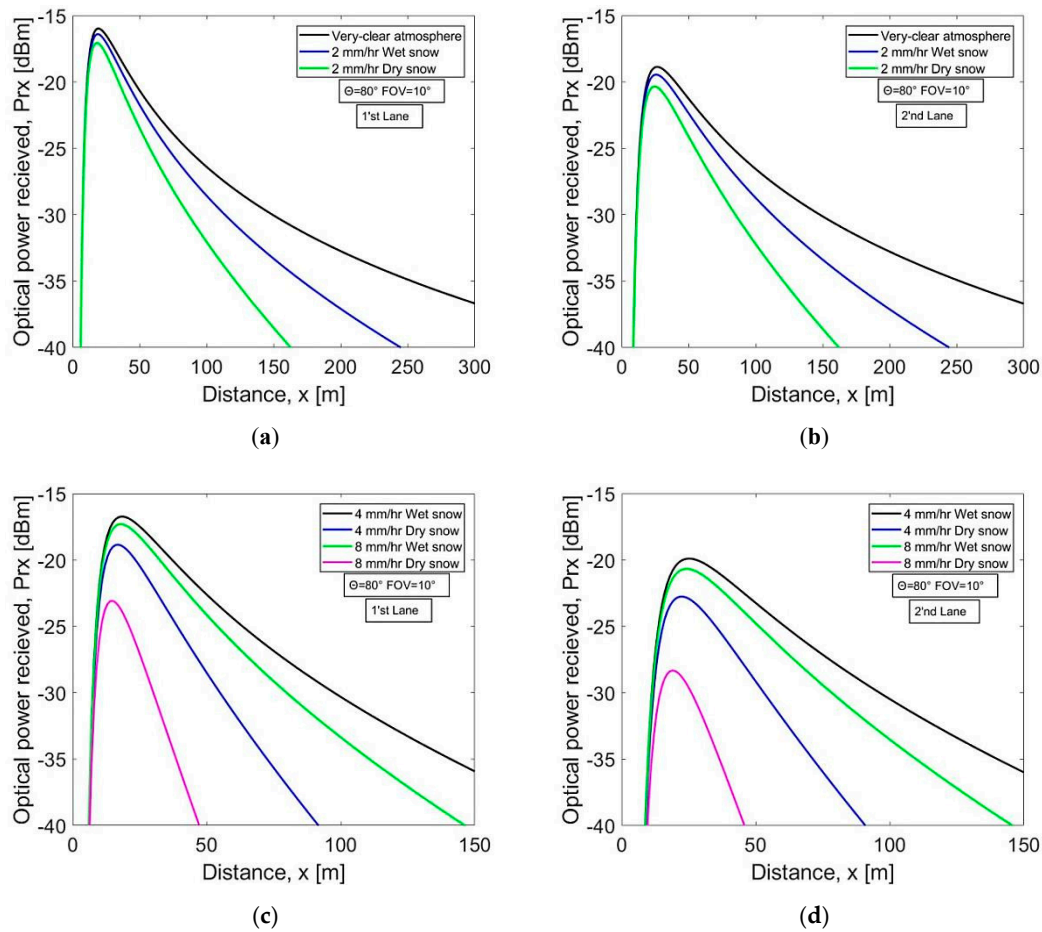 Optical power recieved, Prx [dBm]
-15
-20
-25
-30
-35
-40
Very-clear atmosphere
2 mm/hr Wet snow
2 mm/hr Dry snow
Θ=80° FOV=10°
1'st Lane
0 50 100 150 200 250 300
Distance, x [m]
(a)
Optical power recieved, Prx [dBm]
-15
-20
-25
-30
-35
-40
Very-clear atmosphere
2 mm/hr Wet snow
2 mm/hr Dry snow
Θ=80° FOV=10°
2'nd Lane
0 50 100 150 200 250 300
Distance, x [m]
(b)
Optical power recieved, Prx [dBm]
-15
-20
-25
-30
-35
-40
4 mm/hr Wet snow
4 mm/hr Dry snow
8 mm/hr Wet snow
8 mm/hr Dry snow
Θ=80° FOV=10°
1'st Lane
0 50 100 150
Distance, x [m]
(c)
Optical power recieved, Prx [dBm]
-15
-20
-25
-30
-35
-40
4 mm/hr Wet snow
4 mm/hr Dry snow
8 mm/hr Wet snow
8 mm/hr Dry snow
Θ=80° FOV=10°
2'nd Lane
0 50 100 150
Distance, x [m]
(d)